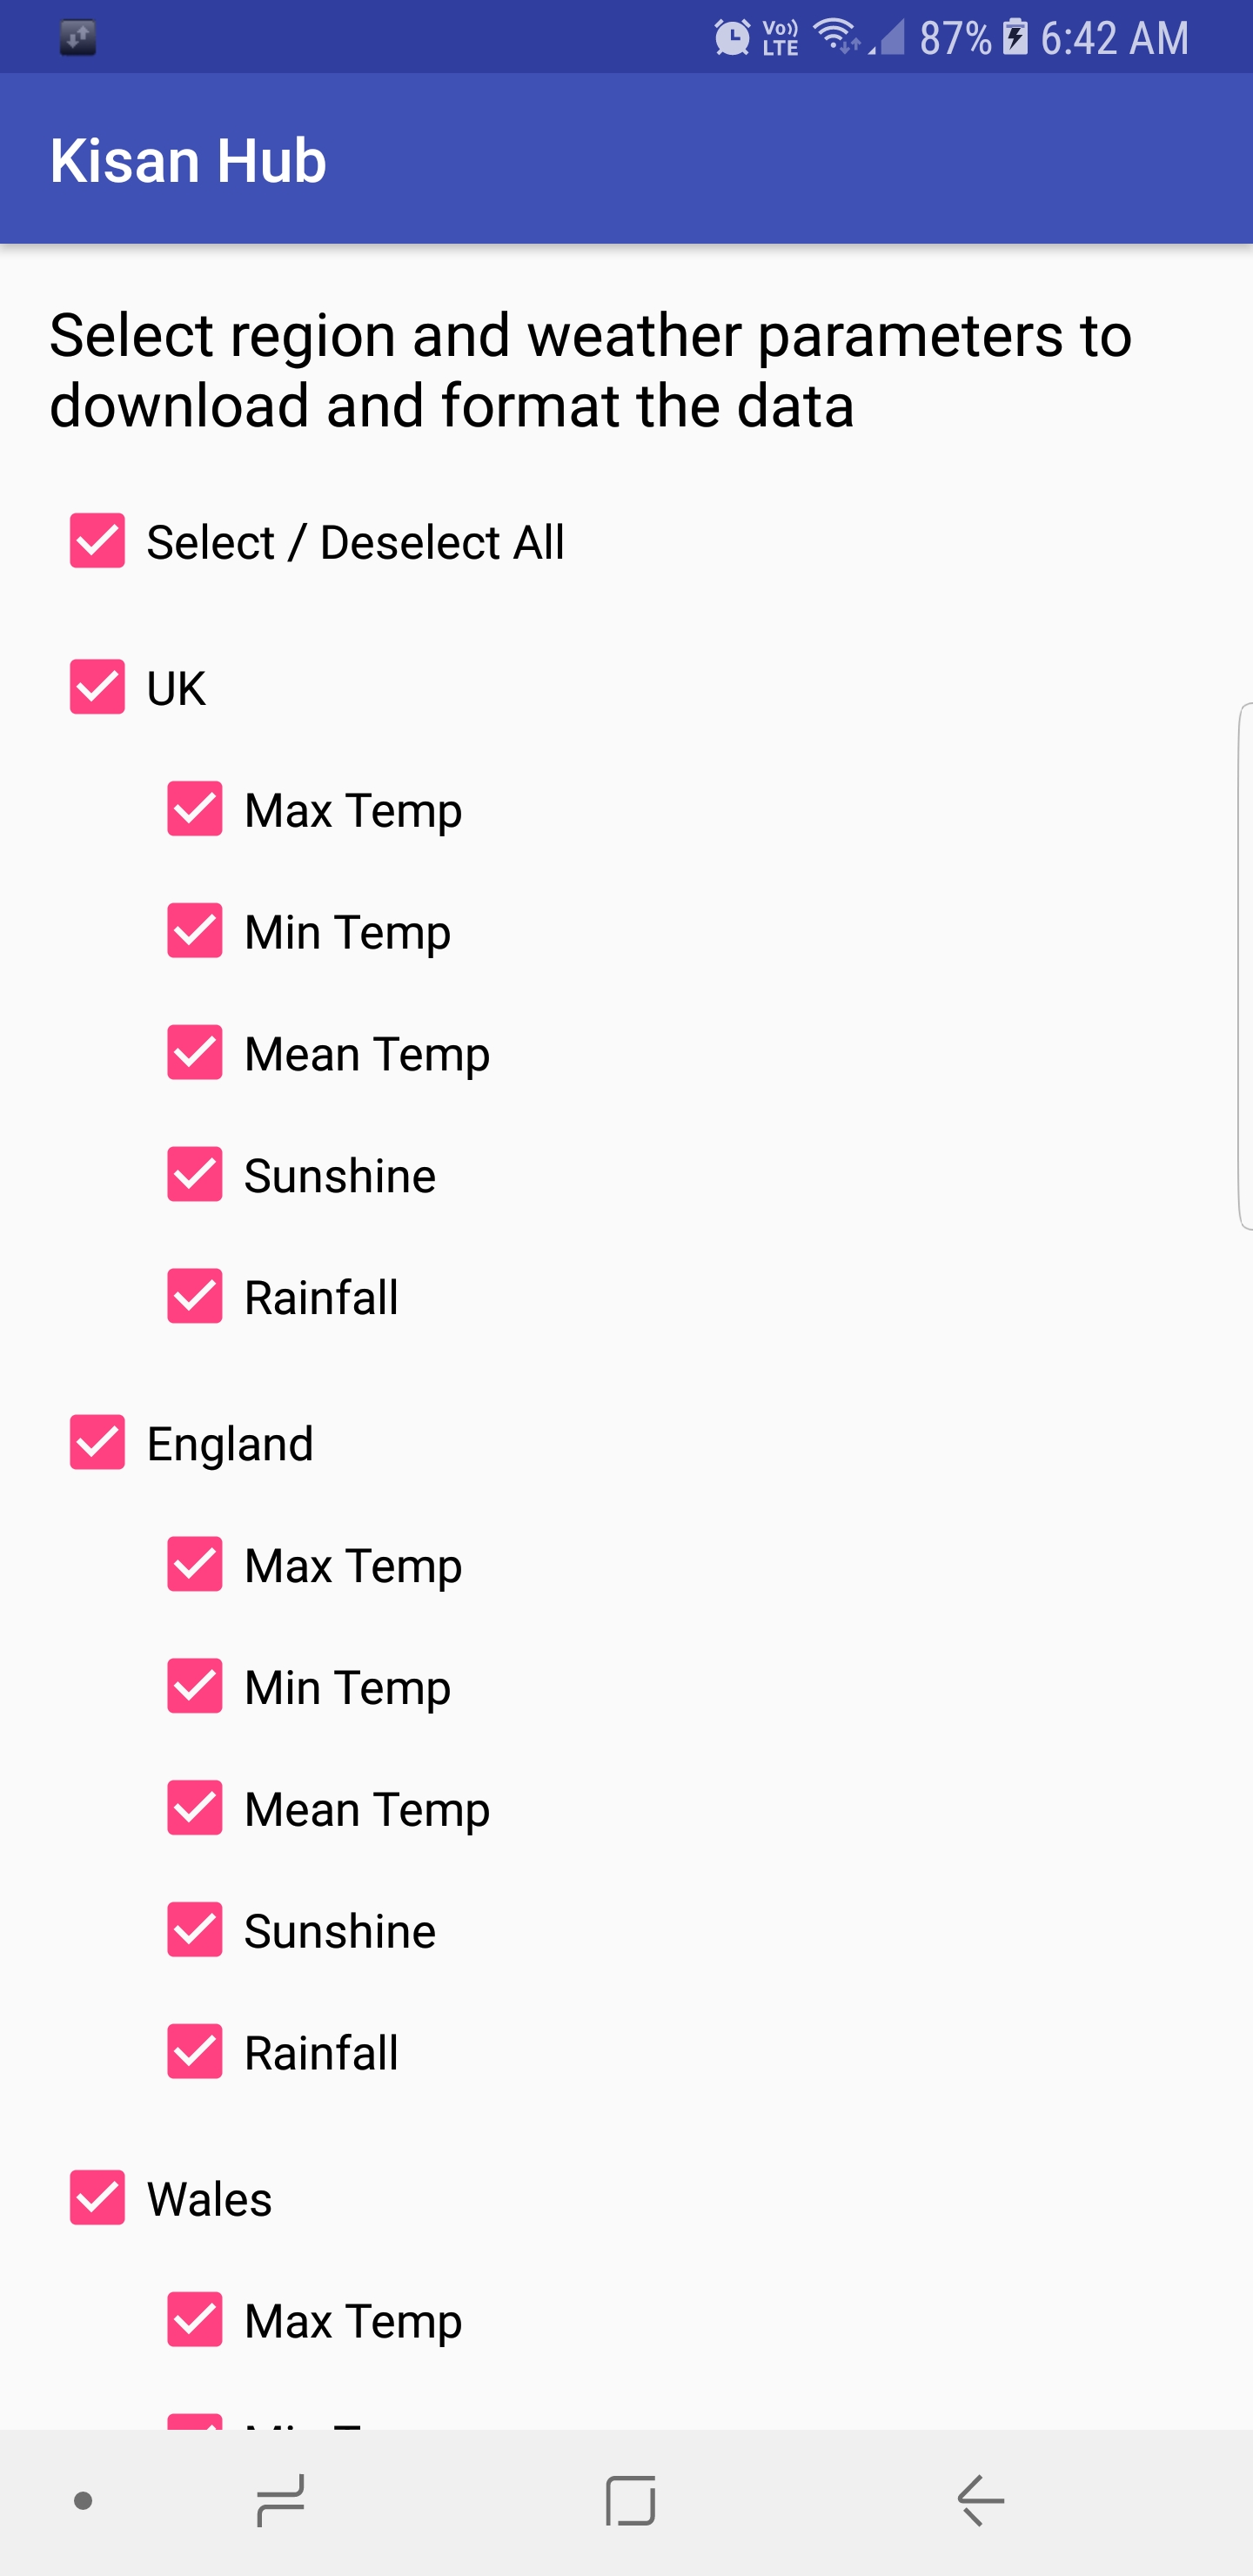 Vo)) LTE 87% 6:42 AM
Kisan Hub
Select region and weather parameters to
download and format the data
Select / Deselect All
UK
Max Temp
Min Temp
Mean Temp
Sunshine
Rainfall
England
Max Temp
Min Temp
Mean Temp
Sunshine
Rainfall
Wales
Max Temp